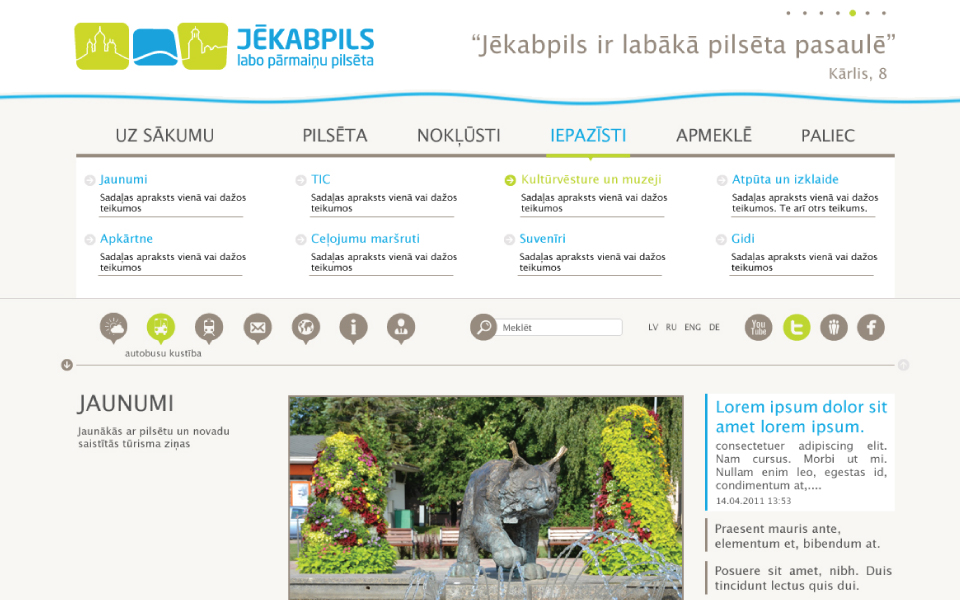 JĒKABPILS
labo pārmaiņu pilsēta
“Jēkabpils ir labākā pilsēta pasaulē”
Kārlis, 8
UZ SĀKUMU PILSĒTA NOKĻŪSTI IEPAZĪSTI APMEKLĒ PALIEC
Jaunumi TIC Kultūrvēsture un muzeji Atpūta un izklaide
Sadaļas apraksts vienā vai dažos Sadaļas apraksts vienā vai dažos Sadaļas apraksts vienā vai dažos Sadaļas apraksts vienā vai dažos
teikumos teikumos teikumos teikumos. Te arī otrs teikums.
Apkārtne Ceļojumu maršruti Suvenīri Gidi
Sadaļas apraksts vienā vai dažos Sadaļas apraksts vienā vai dažos Sadaļas apraksts vienā vai dažos Sadaļas apraksts vienā vai dažos
teikumos teikumos teikumos teikumos
Meklēt LV RU ENG DE You
Tube
autobusu kustība
JAUNUMI
Jaunākās ar pilsētu un novadu
saistītās tūrisma ziņas
Lorem ipsum dolor sit
amet lorem ipsum.
consectetuer adipiscing elit.
Nam cursus. Morbi ut mi.
Nullam enim leo, egestas id,
condimentum at,....
14.04.2011 13:53
Praesent mauris ante,
elementum et, bibendum at.
Posuere sit amet, nibh. Duis
tincidunt lectus quis dui.